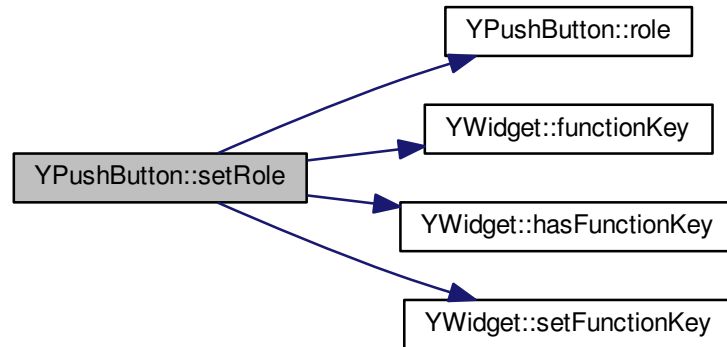 YPushButton::role
YWidget::functionKey
YPushButton::setRole
YWidget::hasFunctionKey
YWidget::setFunctionKey